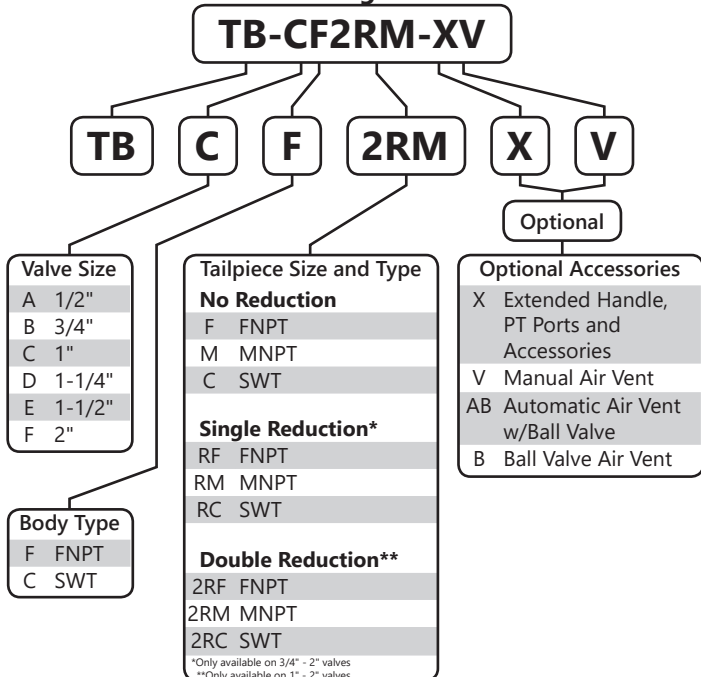 TB-CF2RM-XV
TB
C
F
2RM
X
V
Optional
Valve Size
A 1/2"
B 3/4"
C 1"
D 1-1/4"
E 1-1/2"
F 2"
Body Type
F FNPT
C SWT
Tailpiece Size and Type
No Reduction
F FNPT
M MNPT
C SWT
Single Reduction*
RF FNPT
RM MNPT
RC SWT
Double Reduction**
2RF FNPT
2RM MNPT
2RC SWT
*Only available on 3/4" - 2" valves
**Only available on 1" - 2" valves
Optional Accessories
X Extended Handle,
PT Ports and
Accessories
V Manual Air Vent
AB Automatic Air Vent
w/Ball Valve
B Ball Valve Air Vent